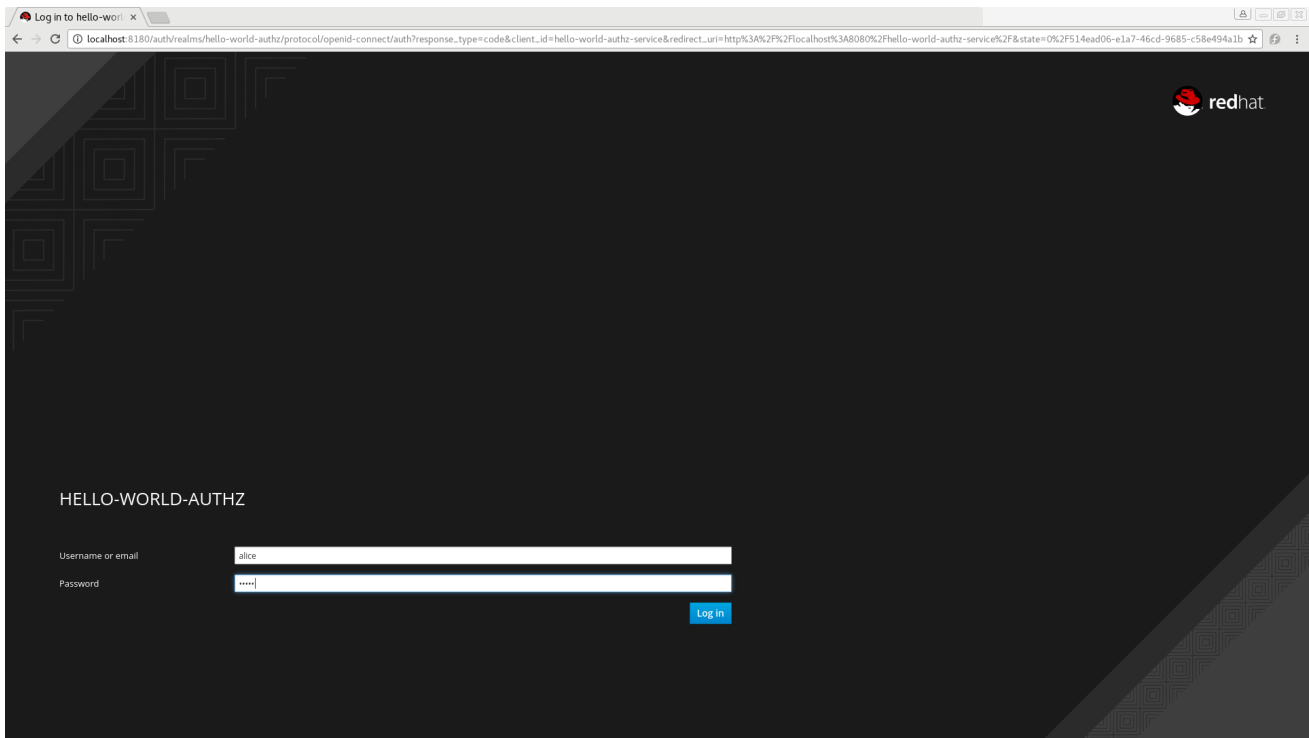 Log in to hello-worl
localhost:8180/auth/realms/hello-world-authz/protocol/openid-connect/auth?response_type=code&client_id=hello-world-authz-service&redirect_uri=http%3A%2F%2Flocalhost%3A8080%2Fhello-world-authz-service%2F&state=0%2F514ead06-e1a7-46cd-9685-c58e494a1b
redhat.
HELLO-WORLD-AUTHZ
Username or email alice
Password •••••
Log in